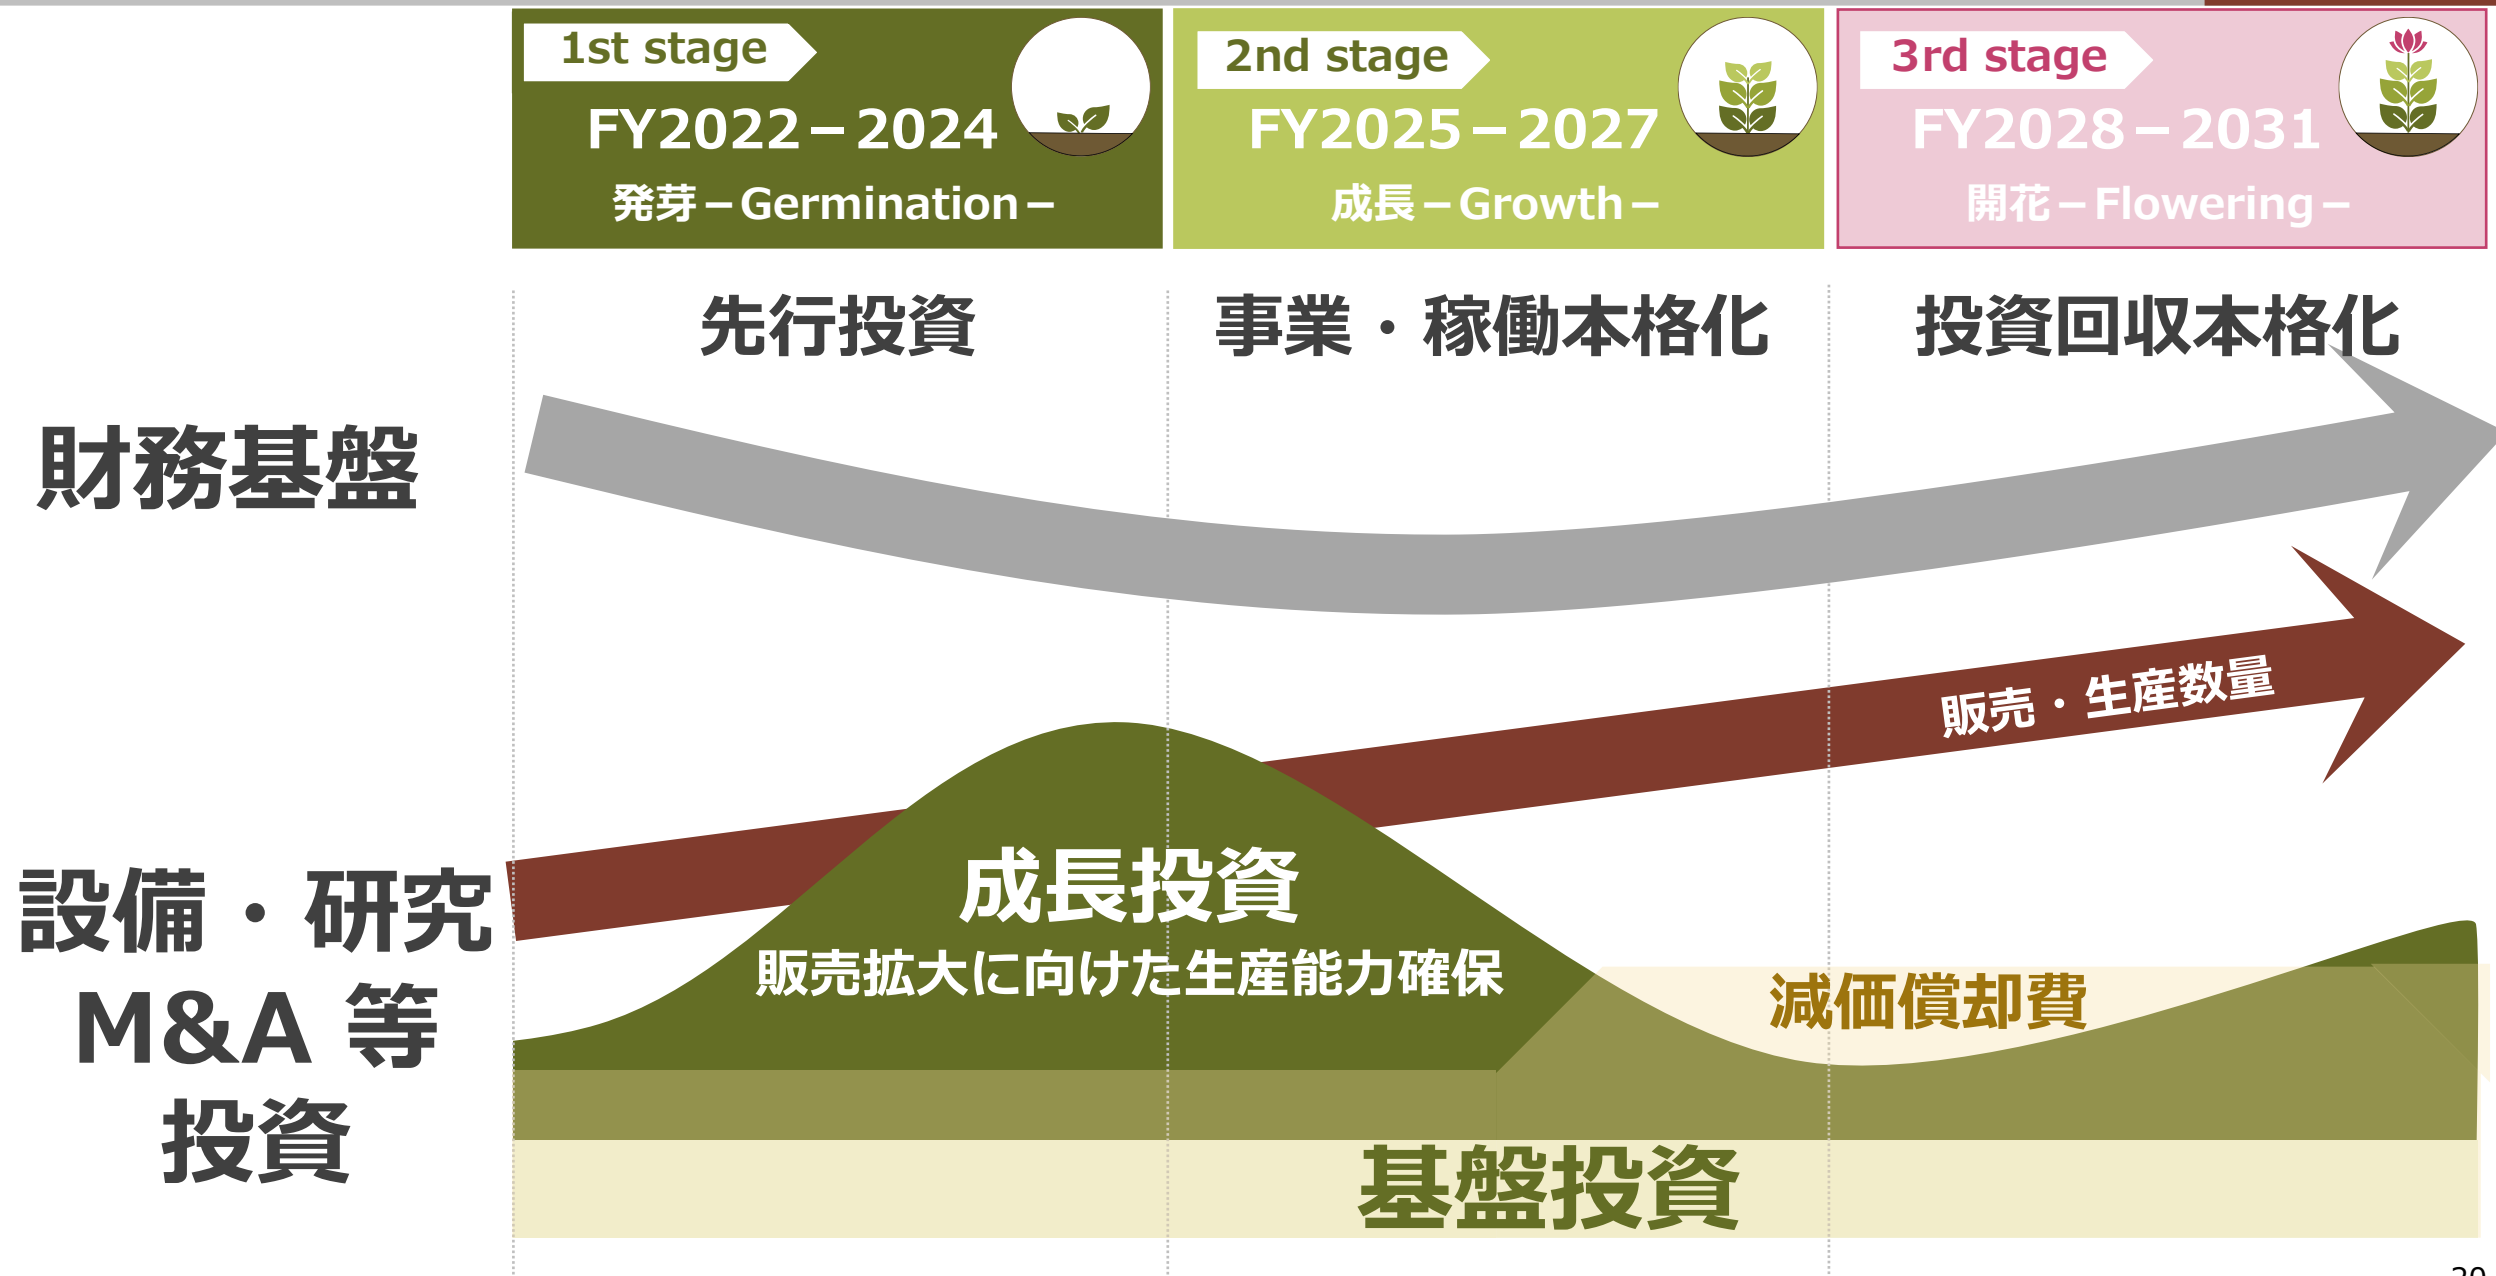 1st stage
FY2022－2024
発芽－Germination－
2nd stage
FY2025－2027
成長－Growth－
3rd stage
FY2028－2031
開花－Flowering－
先行投資
事業・稼働本格化
投資回収本格化
財務基盤
販売・生産数量
設備・研究
M&A 等
投資
成長投資
販売拡大に向けた生産能力確保
減価償却費
基盤投資
20